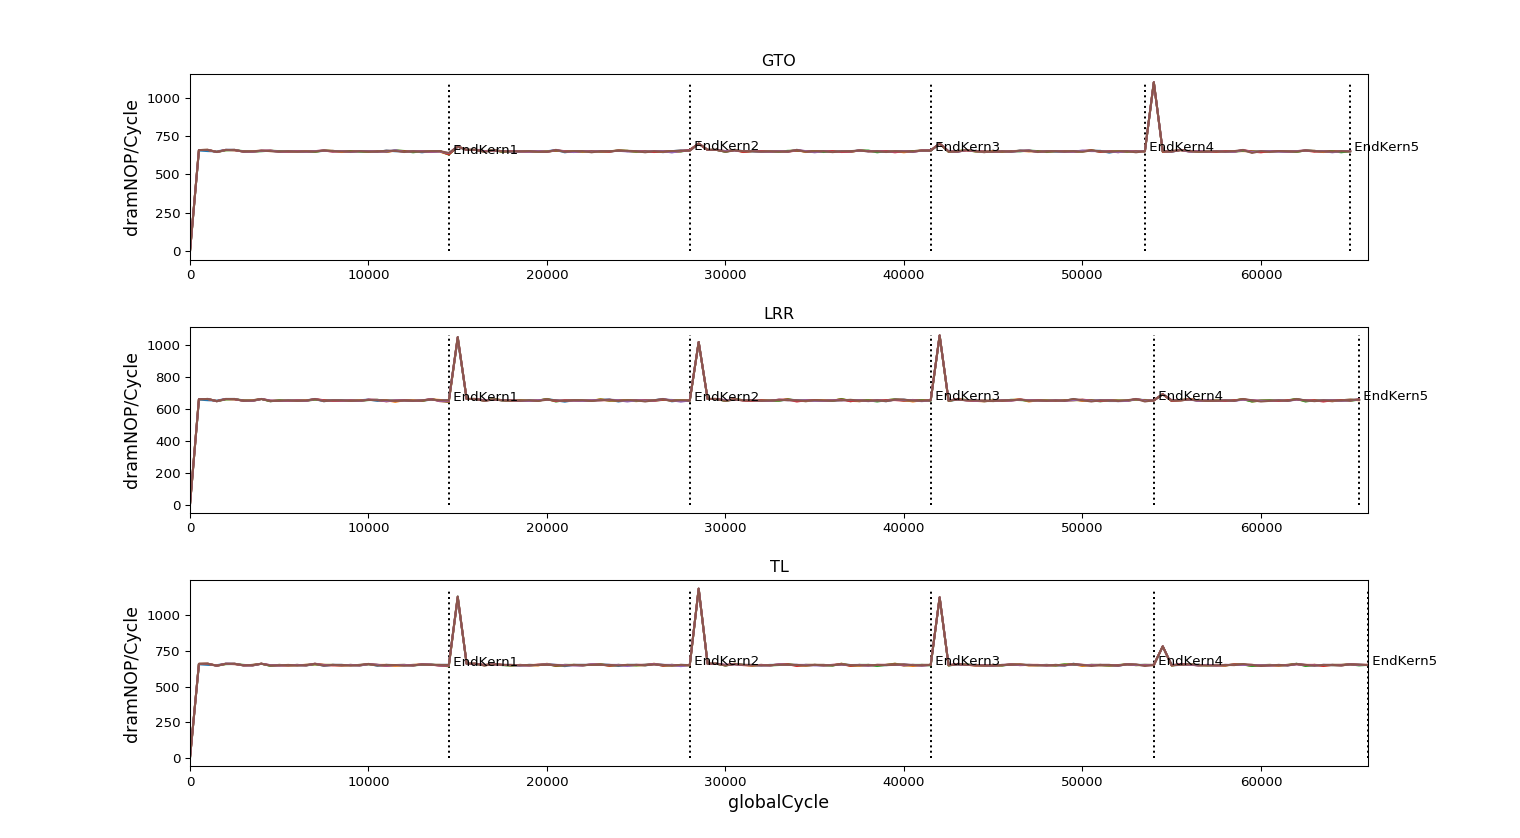 GTO
dramNOP/Cycle
1000
750
500
250
0
EndKern1
EndKern2
EndKern3
EndKern4
EndKern5
0 10000 20000 30000 40000 50000 60000
LRR
dramNOP/Cycle
1000
800
600
400
200
0
EndKern1
EndKern2
EndKern3
EndKern4
EndKern5
0 10000 20000 30000 40000 50000 60000
TL
dramNOP/Cycle
1000
750
500
250
0
EndKern1
EndKern2
EndKern3
EndKern4
EndKern5
0 10000 20000 30000 40000 50000 60000
globalCycle